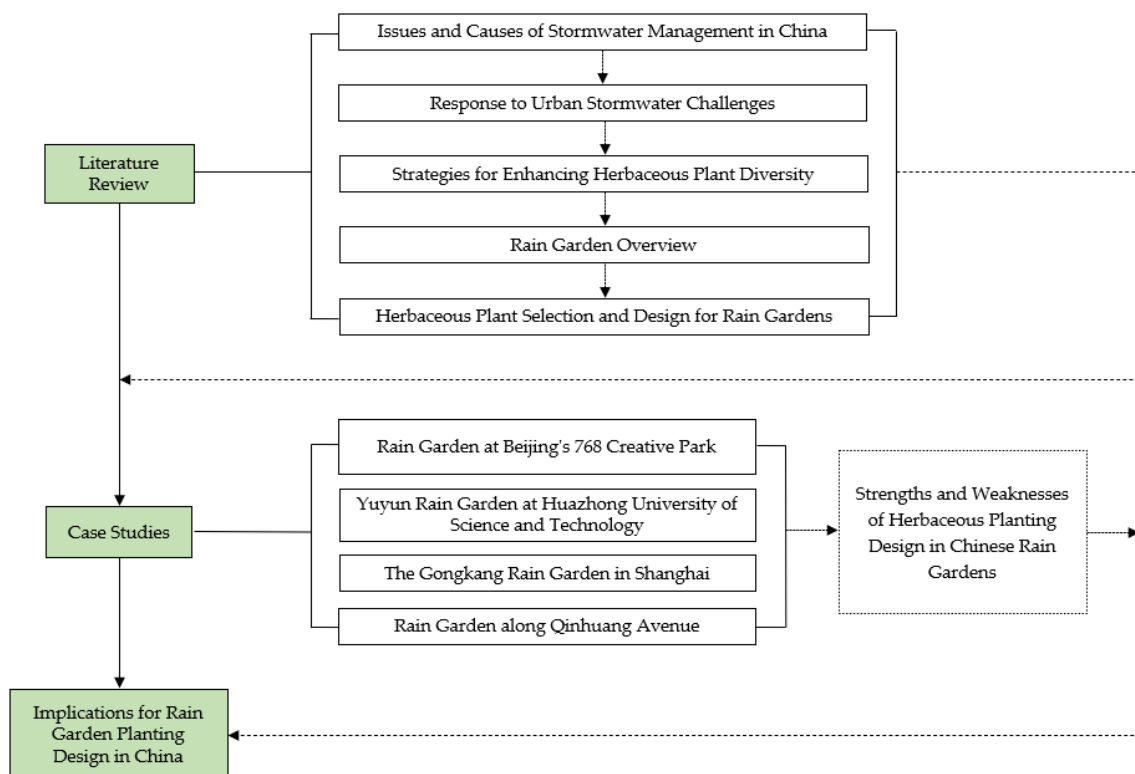 Issues and Causes of Stormwater Management in China
Response to Urban Stormwater Challenges
Literature
Review
Strategies for Enhancing Herbaceous Plant Diversity
Rain Garden Overview
Herbaceous Plant Selection and Design for Rain Gardens
Rain Garden at Beijing's 768 Creative Park
Yuyun Rain Garden at Huazhong University of
Science and Technology
Case Studies
The Gongkang Rain Garden in Shanghai
Rain Garden along Qinhuang Avenue
Strengths and Weaknesses
of Herbaceous Planting
Design in Chinese Rain
Gardens
Implications for Rain
Garden Planting
Design in China